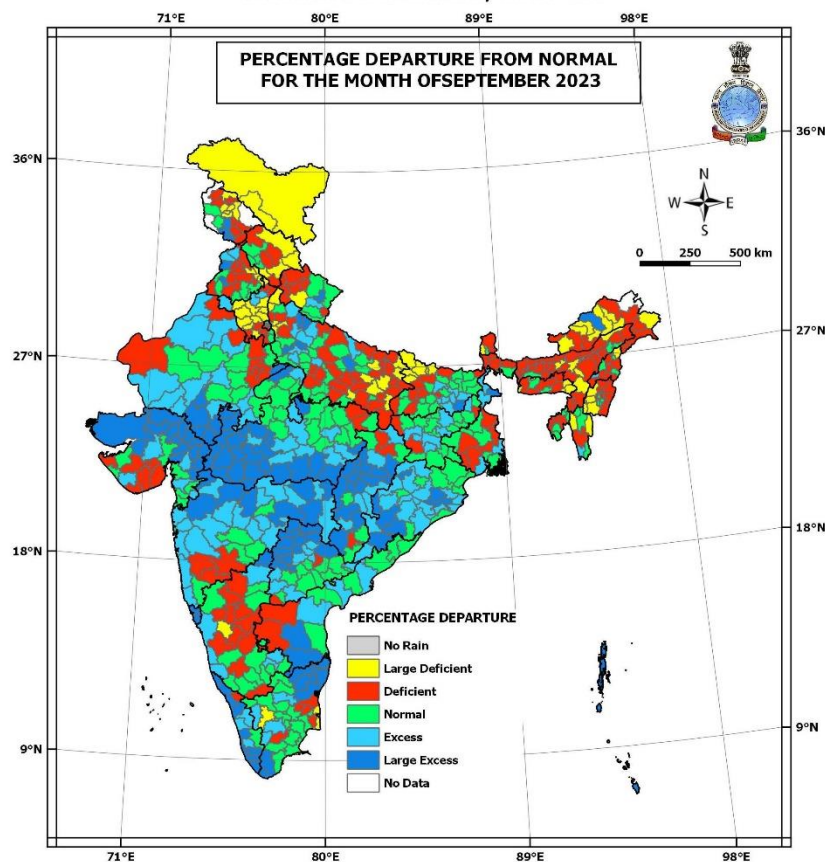 71°E 80°E 89°E 98°E
PERCENTAGE DEPARTURE FROM NORMAL
FOR THE MONTH OFSEPTEMBER 2023
36°N 36°N
N
W E
S
0 250 500 km
27°N 27°N
18°N 18°N
PERCENTAGE DEPARTURE
No Rain
Large Deficient
Deficient
Normal
Excess
Large Excess
No Data
9°N 9°N
71°E 80°E 89°E 98°E